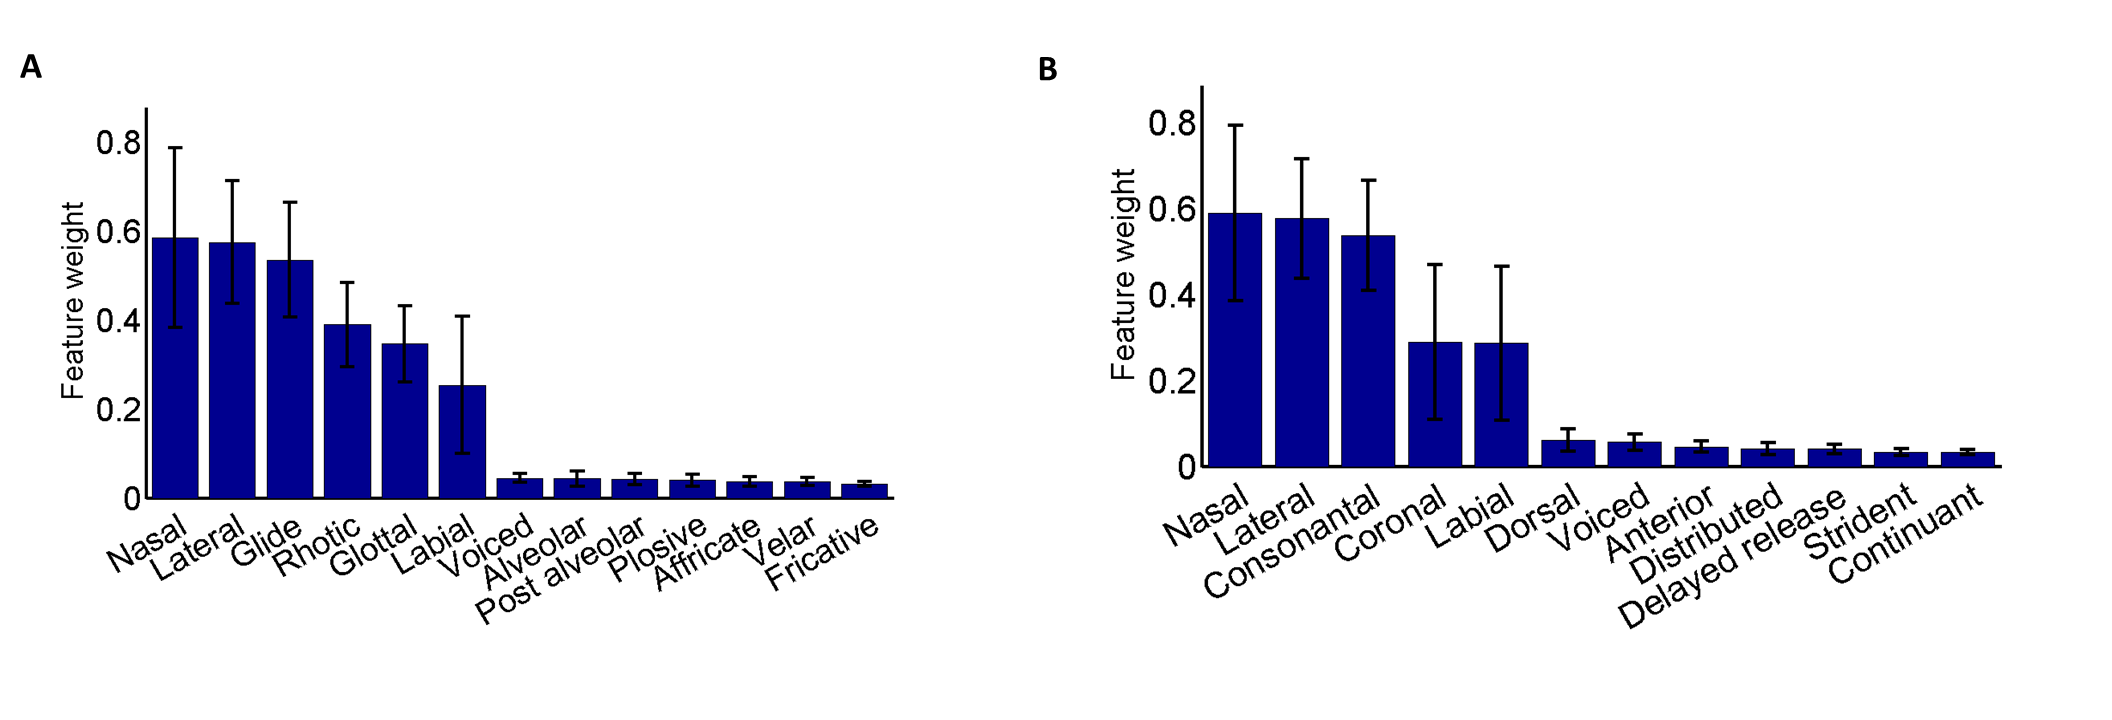 A
Feature weight
0.8
0.6
0.4
0.2
0
Nasal
Lateral
Glide
Rhotic
Glottal
Labial
Voiced
Alveolar
Post alveolar
Plosive
Affricate
Velar
Fricative
B
Feature weight
0.8
0.6
0.4
0.2
0
Nasal
Lateral
Consonantal
Coronal
Labial
Dorsal
Voiced
Anterior
Distributed
Delayed release
Strident
Continuant